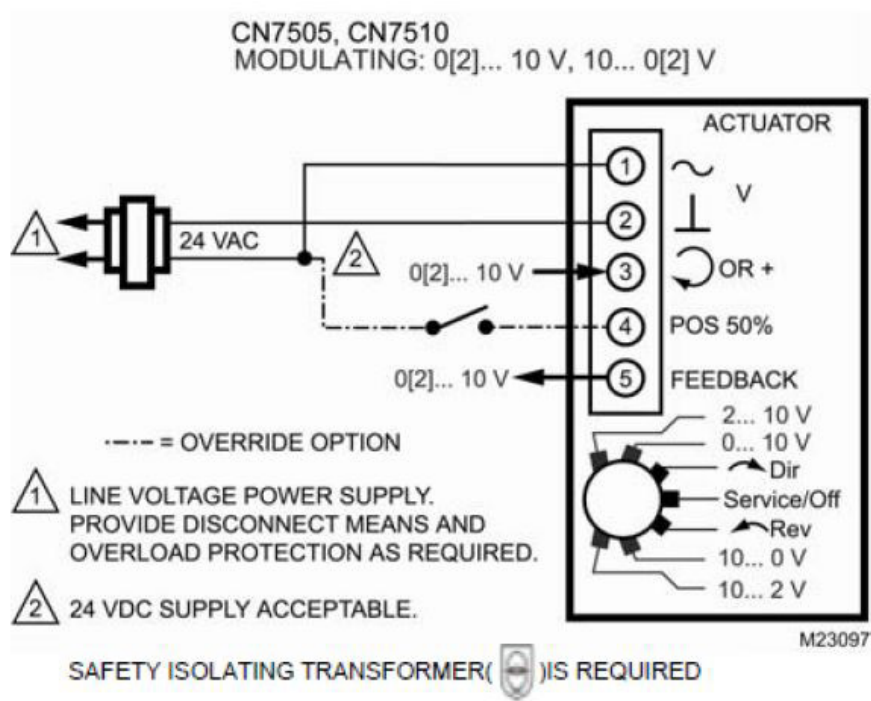 CN7505, CN7510
MODULATING: 0[2]... 10 V, 10... 0[2] V
ACTUATOR
1
V
1
24 VAC
2
2
0[2]... 10 V
3
OR +
4
POS 50%
0[2]... 10 V
5
FEEDBACK
2... 10 V
0... 10 V
Dir
Service/Off
Rev
10... 0 V
10... 2 V
= OVERRIDE OPTION
1 LINE VOLTAGE POWER SUPPLY.
PROVIDE DISCONNECT MEANS AND
OVERLOAD PROTECTION AS REQUIRED.
2 24 VDC SUPPLY ACCEPTABLE.
M23097
SAFETY ISOLATING TRANSFORMER( )IS REQUIRED